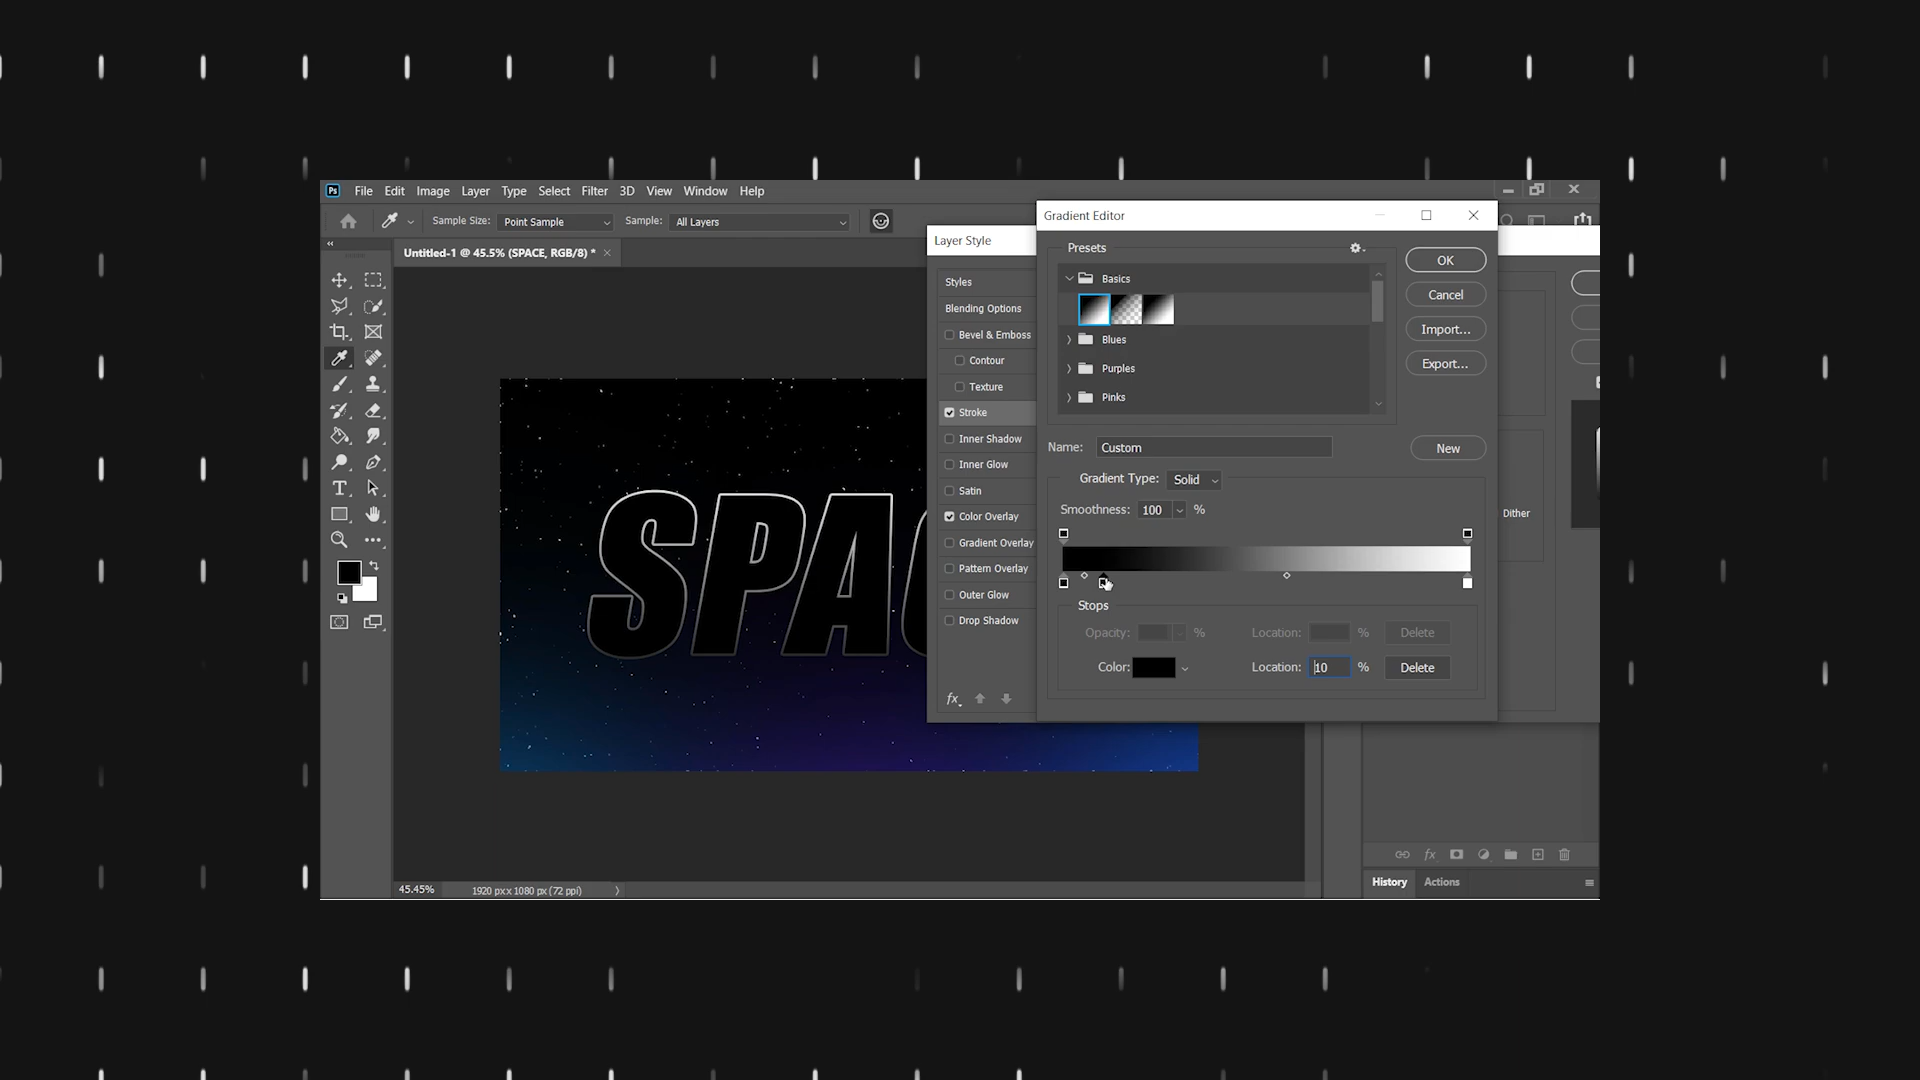 Ps File Edit Image Layer Type Select Filter 3D View Window Help
Sample Size: Point Sample Sample: All Layers
Untitled-1 @ 45.5% (SPACE, RGB/8) *
SPAC
45.45% 1920 px x 1080 px (72 ppi)
Layer Style
Styles
Blending Options
Bevel & Emboss
Contour
Texture
Stroke
Inner Shadow
Inner Glow
Satin
Color Overlay
Gradient Overlay
Pattern Overlay
Outer Glow
Drop Shadow
fx
Gradient Editor
Presets
Basics
Blues
Purples
Pinks
OK
Cancel
Import...
Export...
Name: Custom
New
Gradient Type: Solid
Smoothness: 100 %
Stops
Opacity: % Location: % Delete
Color: Location: 10 % Delete
Dither
fx
History Actions